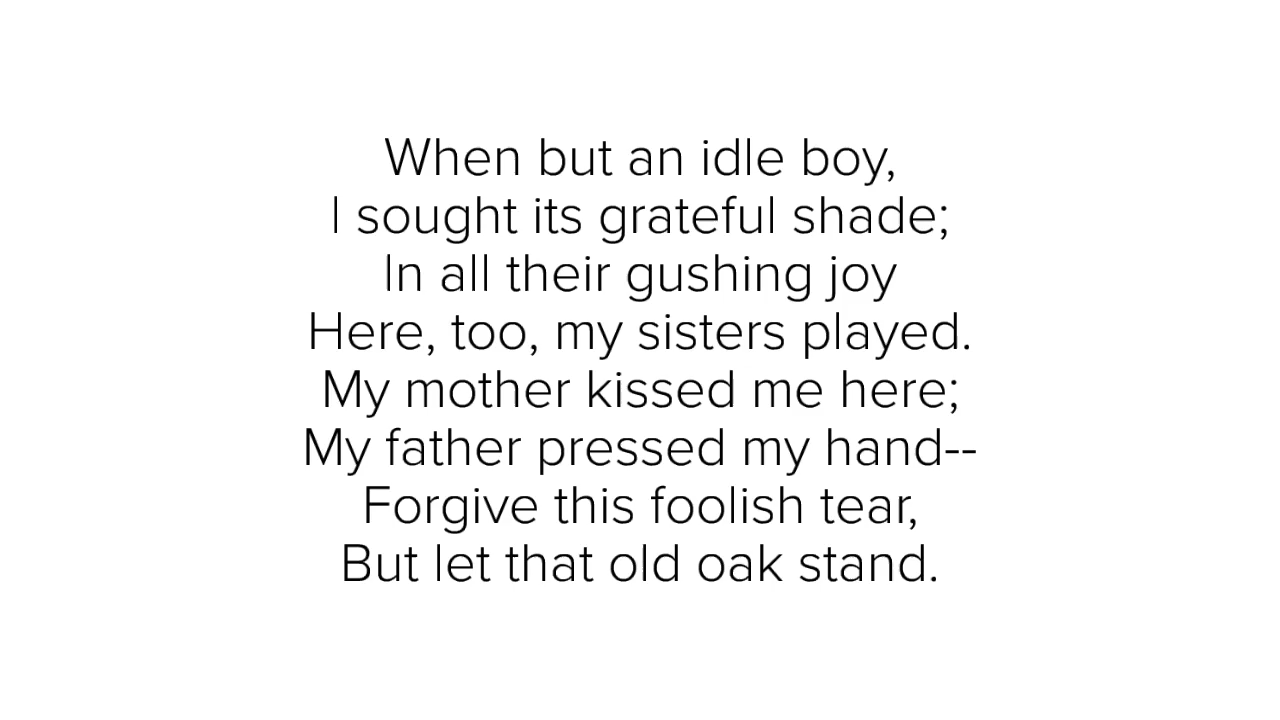 When but an idle boy,
I sought its grateful shade;
In all their gushing joy
Here, too, my sisters played.
My mother kissed me here;
My father pressed my hand--
Forgive this foolish tear,
But let that old oak stand.